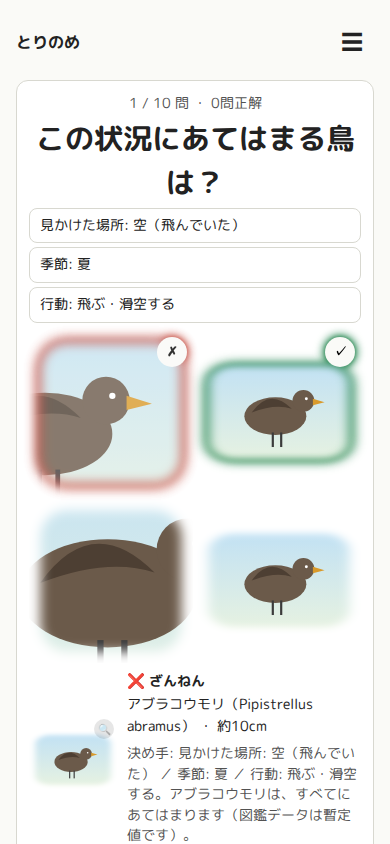 とりのめ
☰
1 / 10 問 · 0問正解
この状況にあてはまる鳥
は？
見かけた場所: 空（飛んでいた）
季節: 夏
行動: 飛ぶ・滑空する
✗
✓
❌ ざんねん
アブラコウモリ（Pipistrellus
abramus） · 約10cm
決め手: 見かけた場所: 空（飛んでい
た） ／ 季節: 夏 ／ 行動: 飛ぶ・滑空
する。アブラコウモリは、すべてに
あてはまります（図鑑データは暫定
値です）。